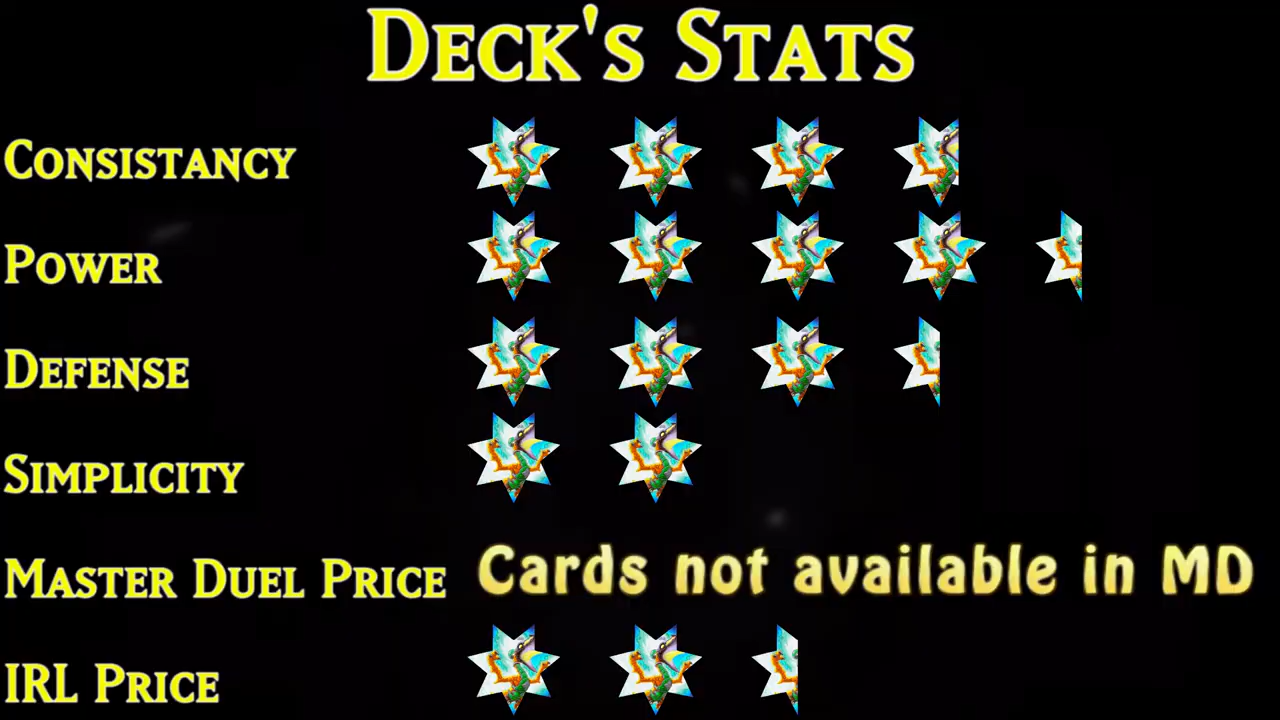 Deck's Stats
Consistancy
Power
Defense
Simplicity
Master Duel Price Cards not available in MD
IRL Price